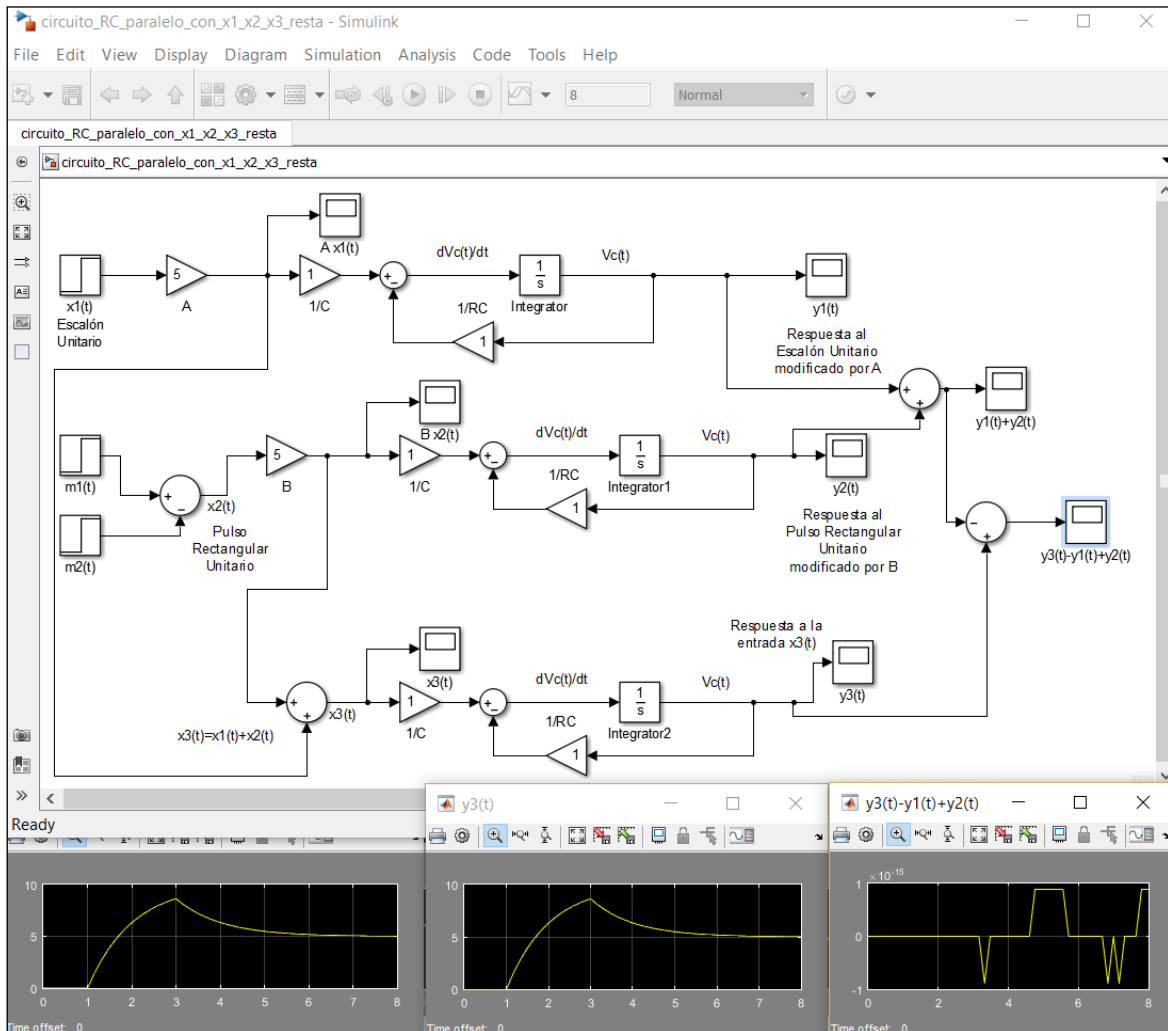 circuito_RC_paralelo_con_x1_x2_x3_resta - Simulink
File Edit View Display Diagram Simulation Analysis Code Tools Help
8 Normal
circuito_RC_paralelo_con_x1_x2_x3_resta
circuito_RC_paralelo_con_x1_x2_x3_resta
A x1(t)
x1(t)
Escalón
Unitario
5
A
1
1/C
+
−
dVc(t)/dt
1
s
Integrator
Vc(t)
1/RC
1
y1(t)
Respuesta al
Escalón Unitario
modificado por A
+
+
y1(t)+y2(t)
m1(t)
m2(t)
+
−
x2(t)
Pulso
Rectangular
Unitario
5
B
B x2(t)
1
1/C
+
−
dVc(t)/dt
1
s
Integrator1
Vc(t)
1/RC
1
y2(t)
Respuesta al
Pulso Rectangular
Unitario
modificado por B
−
+
y3(t)-y1(t)+y2(t)
+
+
x3(t)
x3(t)=x1(t)+x2(t)
x3(t)
1
1/C
+
−
dVc(t)/dt
1
s
Integrator2
Vc(t)
1/RC
1
Respuesta a la
entrada x3(t)
y3(t)
Ready
10
5
0
0 1 2 3 4 5 6 7 8
Time offset: 0
y3(t)
10
5
0
0 1 2 3 4 5 6 7 8
Time offset: 0
y3(t)-y1(t)+y2(t)
× 10-15
1
0
-1
0 2 4 6 8
Time offset: 0